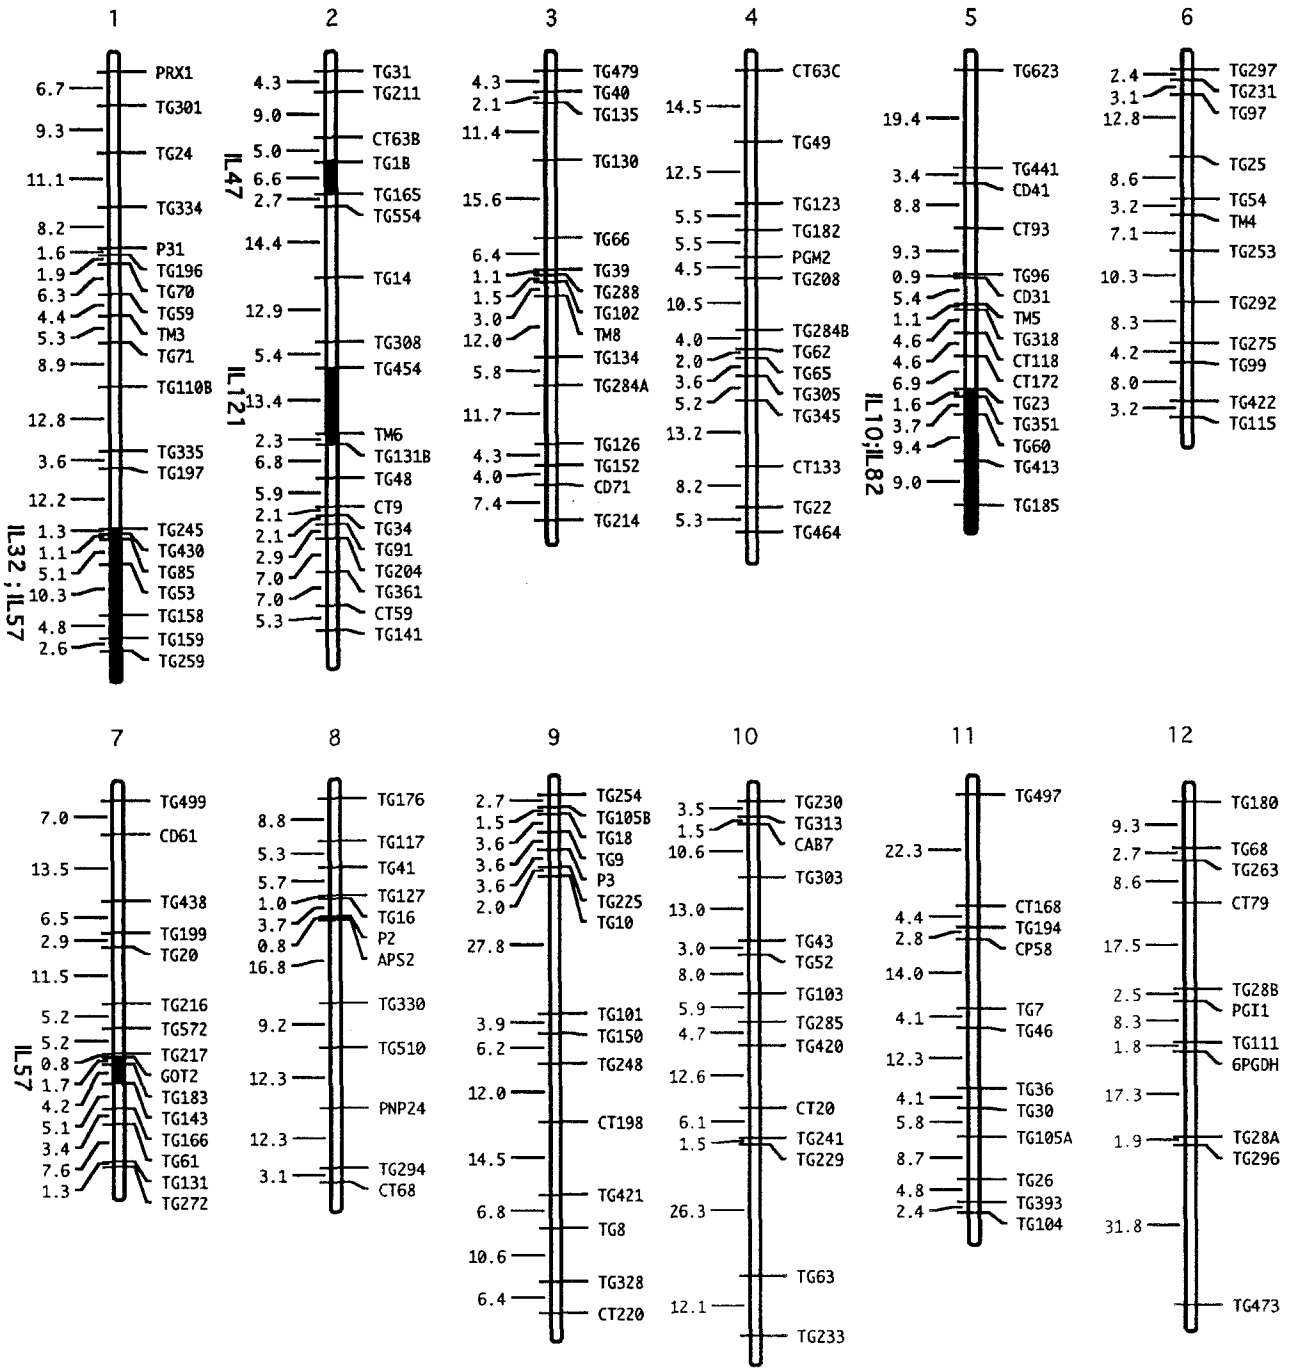 1
6.7
9.3
11.1
8.2
1.6
1.9
6.3
4.4
5.3
8.9
12.8
3.6
12.2
1.3
1.1
5.1
10.3
4.8
2.6
PRX1
TG301
TG24
TG334
P31
TG196
TG70
TG59
TM3
TG71
TG110B
TG335
TG197
TG245
TG430
TG85
TG53
TG158
TG159
TG259
IL32 ; IL57
2
4.3
9.0
5.0
6.6
2.7
14.4
12.9
5.4
13.4
2.3
6.8
5.9
2.1
2.1
2.9
7.0
7.0
5.3
TG31
TG211
CT63B
TG1B
TG165
TG554
TG14
TG308
TG454
TM6
TG131B
TG48
CT9
TG34
TG91
TG204
TG361
CT59
TG141
IL47
IL121
3
4.3
2.1
11.4
15.6
6.4
1.1
1.5
3.0
12.0
5.8
11.7
4.3
4.0
7.4
TG479
TG40
TG135
TG130
TG66
TG39
TG288
TG102
TM8
TG134
TG284A
TG126
TG152
CD71
TG214
4
14.5
12.5
5.5
5.5
4.5
10.5
4.0
2.0
3.6
5.2
13.2
8.2
5.3
CT63C
TG49
TG123
TG182
PGM2
TG208
TG284B
TG62
TG65
TG305
TG345
CT133
TG22
TG464
5
19.4
3.4
8.8
9.3
0.9
5.4
1.1
4.6
4.6
6.9
1.6
3.7
9.4
9.0
TG623
TG441
CD41
CT93
TG96
CD31
TM5
TG318
CT118
CT172
TG23
TG351
TG60
TG413
TG185
IL10;IL82
6
2.4
3.1
12.8
8.6
3.2
7.1
10.3
8.3
4.2
8.0
3.2
TG297
TG231
TG97
TG25
TG54
TM4
TG253
TG292
TG275
TG99
TG422
TG115
7
7.0
13.5
6.5
2.9
11.5
5.2
5.2
0.8
1.7
4.2
5.1
3.4
7.6
1.3
TG499
CD61
TG438
TG199
TG20
TG216
TG572
TG217
GOT2
TG183
TG143
TG166
TG61
TG131
TG272
IL57
8
8.8
5.3
5.7
1.0
3.7
0.8
16.8
9.2
12.3
12.3
3.1
TG176
TG117
TG41
TG127
TG16
P2
APS2
TG330
TG510
PNP24
TG294
CT68
9
2.7
1.5
3.6
3.6
3.6
2.0
27.8
3.9
6.2
12.0
14.5
6.8
10.6
6.4
TG254
TG105B
TG18
TG9
P3
TG225
TG10
TG101
TG150
TG248
CT198
TG421
TG8
TG328
CT220
10
3.5
1.5
10.6
13.0
3.0
8.0
5.9
4.7
12.6
6.1
1.5
26.3
12.1
TG230
TG313
CAB7
TG303
TG43
TG52
TG103
TG285
TG420
CT20
TG241
TG229
TG63
TG233
11
22.3
4.4
2.8
14.0
4.1
12.3
4.1
5.8
8.7
4.8
2.4
TG497
CT168
TG194
CP58
TG7
TG46
TG36
TG30
TG105A
TG26
TG393
TG104
12
9.3
2.7
8.6
17.5
2.5
8.3
1.8
17.3
1.9
31.8
TG180
TG68
TG263
CT79
TG28B
PGI1
TG111
6PGDH
TG28A
TG296
TG473